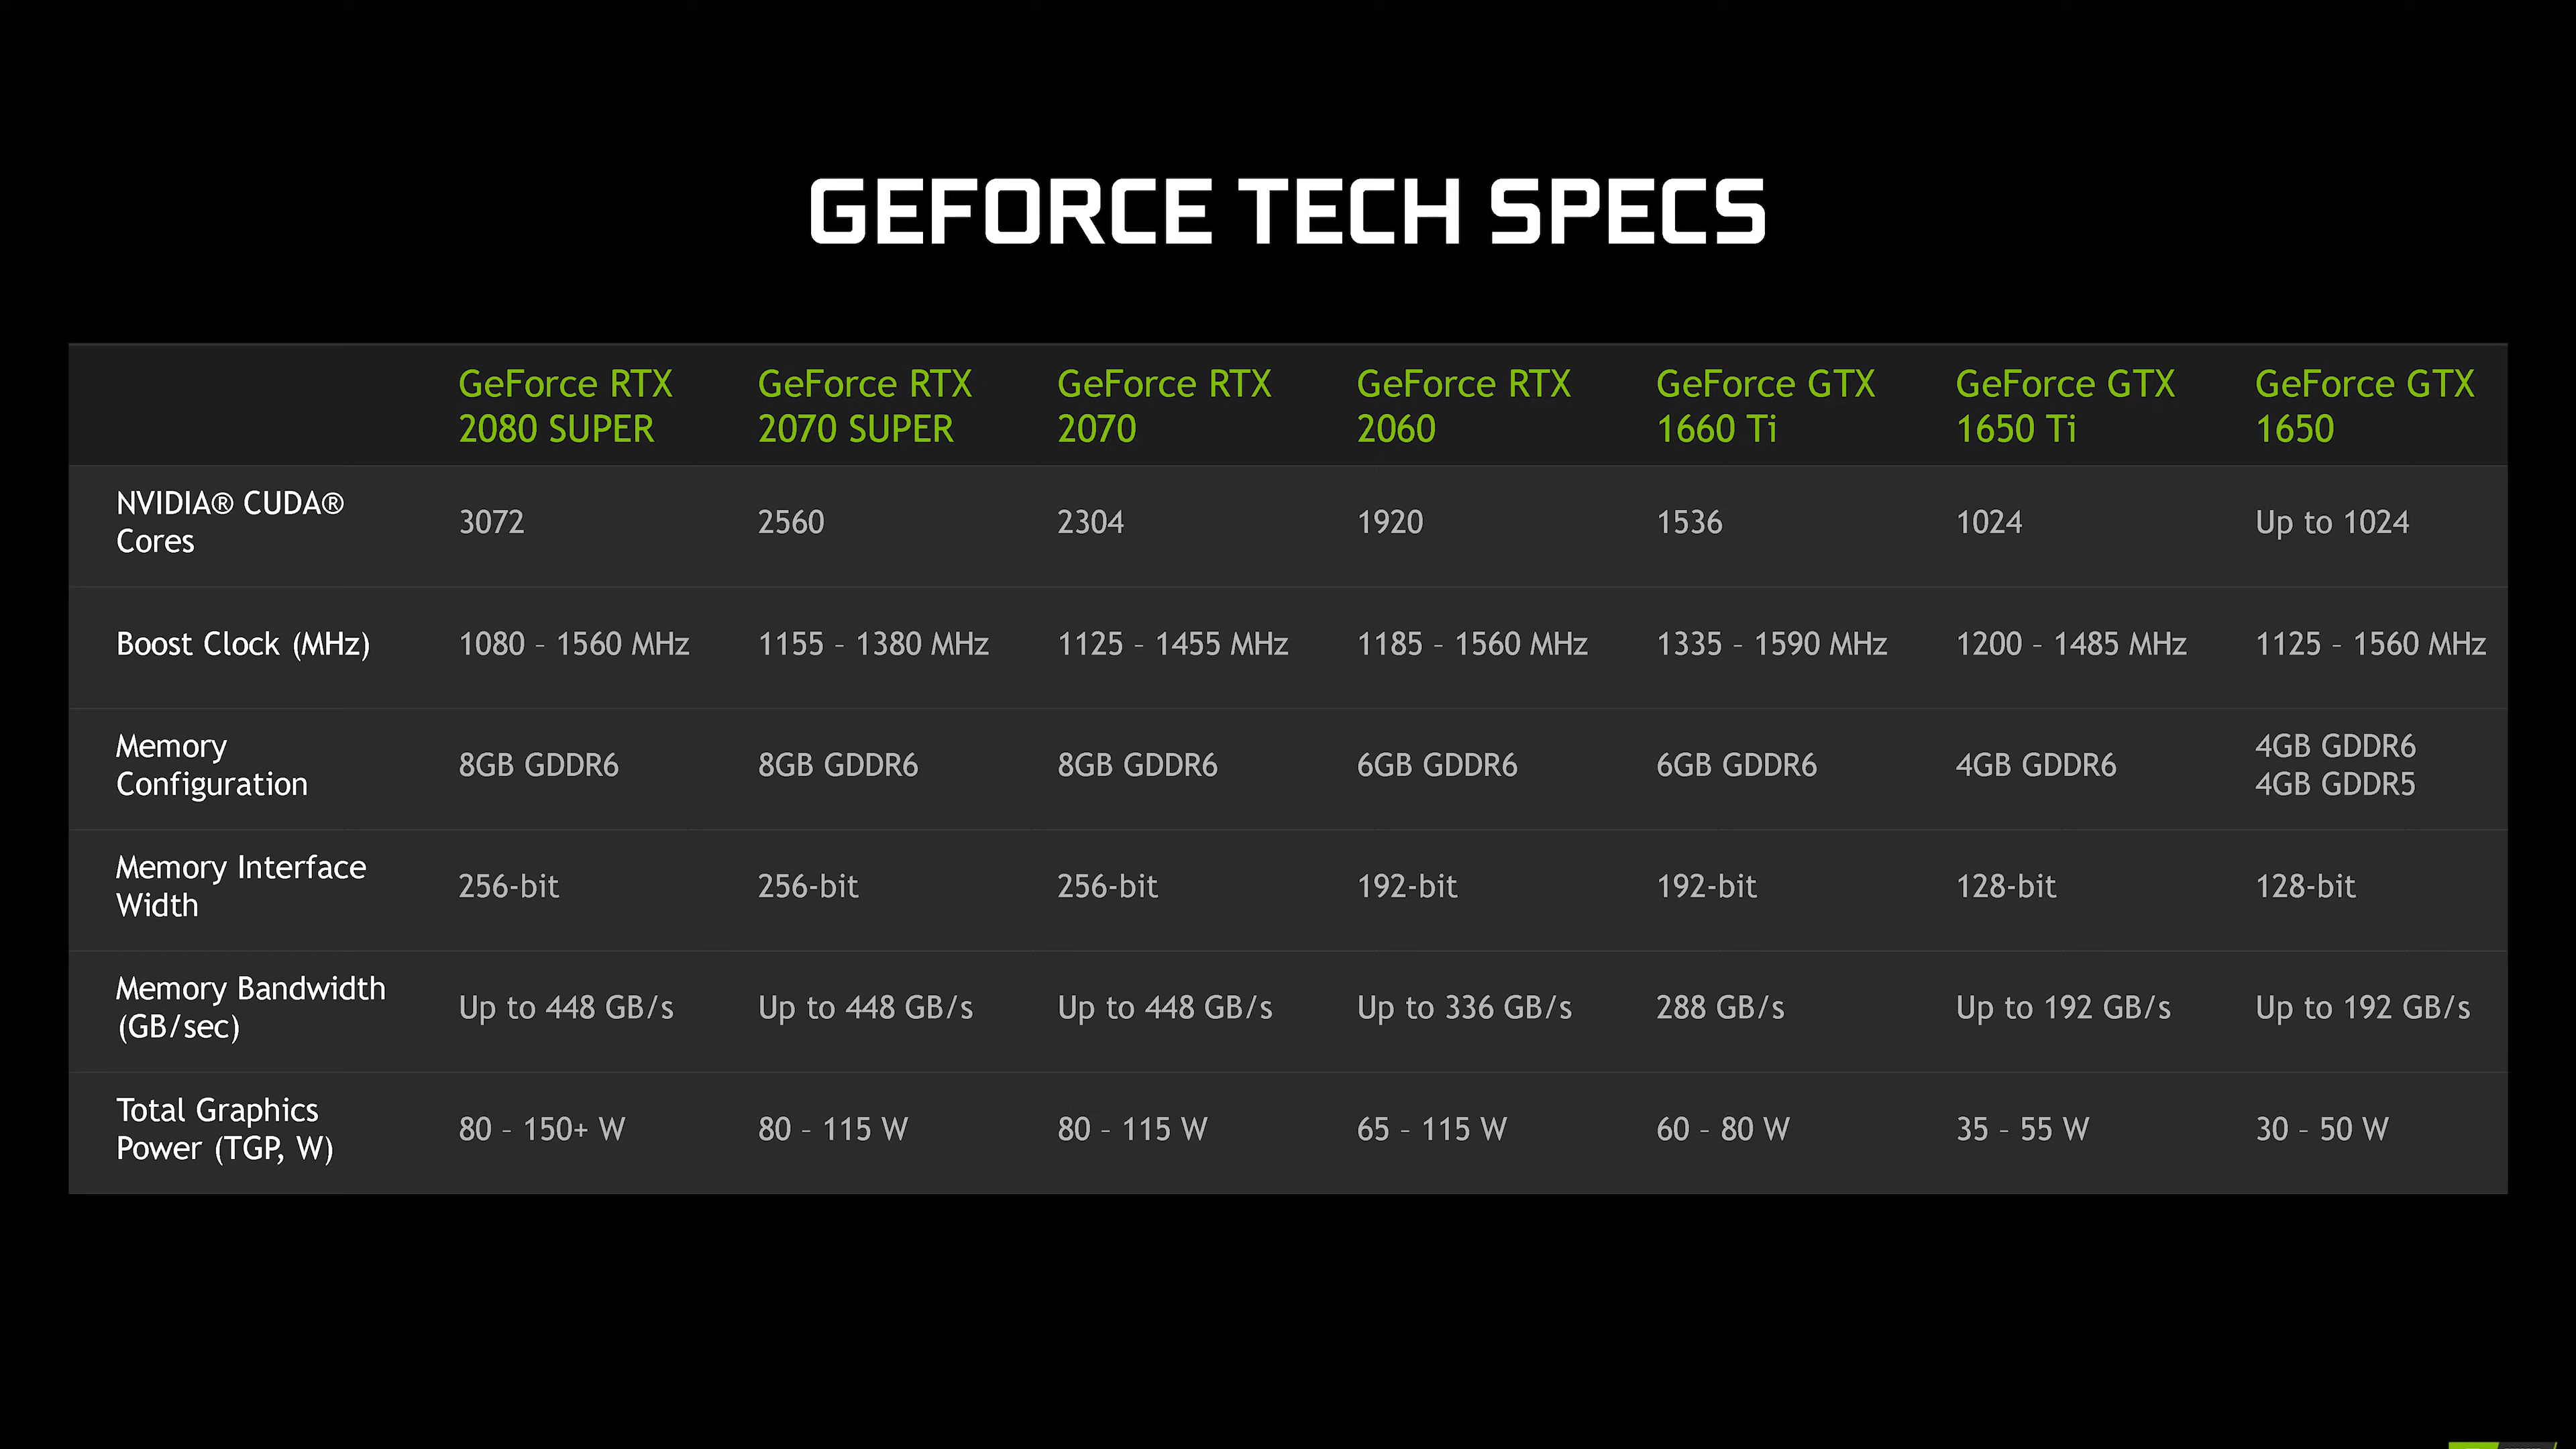 GEFORCE TECH SPECS
GeForce RTX 2080 SUPER GeForce RTX 2070 SUPER GeForce RTX 2070 GeForce RTX 2060 GeForce GTX 1660 Ti GeForce GTX 1650 Ti GeForce GTX 1650
NVIDIA® CUDA® Cores 3072 2560 2304 1920 1536 1024 Up to 1024
Boost Clock (MHz) 1080 - 1560 MHz 1155 - 1380 MHz 1125 - 1455 MHz 1185 - 1560 MHz 1335 - 1590 MHz 1200 - 1485 MHz 1125 - 1560 MHz
Memory Configuration 8GB GDDR6 8GB GDDR6 8GB GDDR6 6GB GDDR6 6GB GDDR6 4GB GDDR6 4GB GDDR6 4GB GDDR5
Memory Interface Width 256-bit 256-bit 256-bit 192-bit 192-bit 128-bit 128-bit
Memory Bandwidth (GB/sec) Up to 448 GB/s Up to 448 GB/s Up to 448 GB/s Up to 336 GB/s 288 GB/s Up to 192 GB/s Up to 192 GB/s
Total Graphics Power (TGP, W) 80 - 150+ W 80 - 115 W 80 - 115 W 65 - 115 W 60 - 80 W 35 - 55 W 30 - 50 W